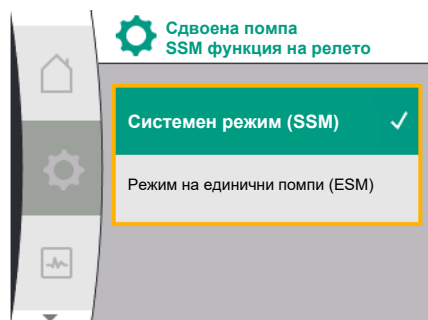 Сдвоена помпа
SSM функция на релето
Системен режим (SSM)
Режим на единични помпи (ESM)